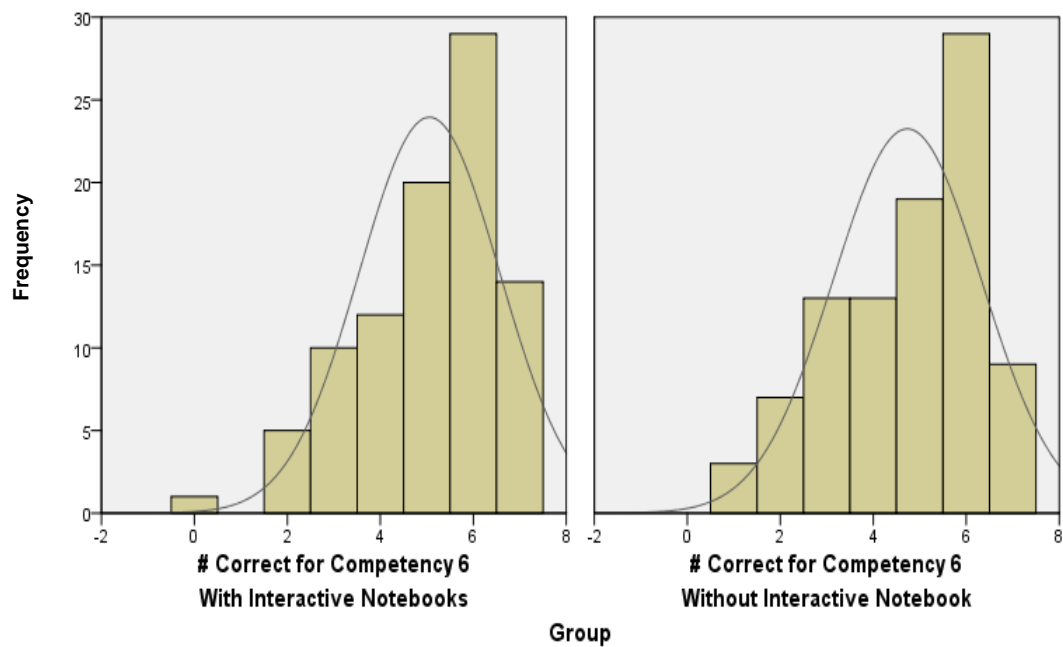 30
25
20
15
10
5
0
Frequency
-2 0 2 4 6 8
-2 0 2 4 6 8
# Correct for Competency 6
With Interactive Notebooks
# Correct for Competency 6
Without Interactive Notebook
Group